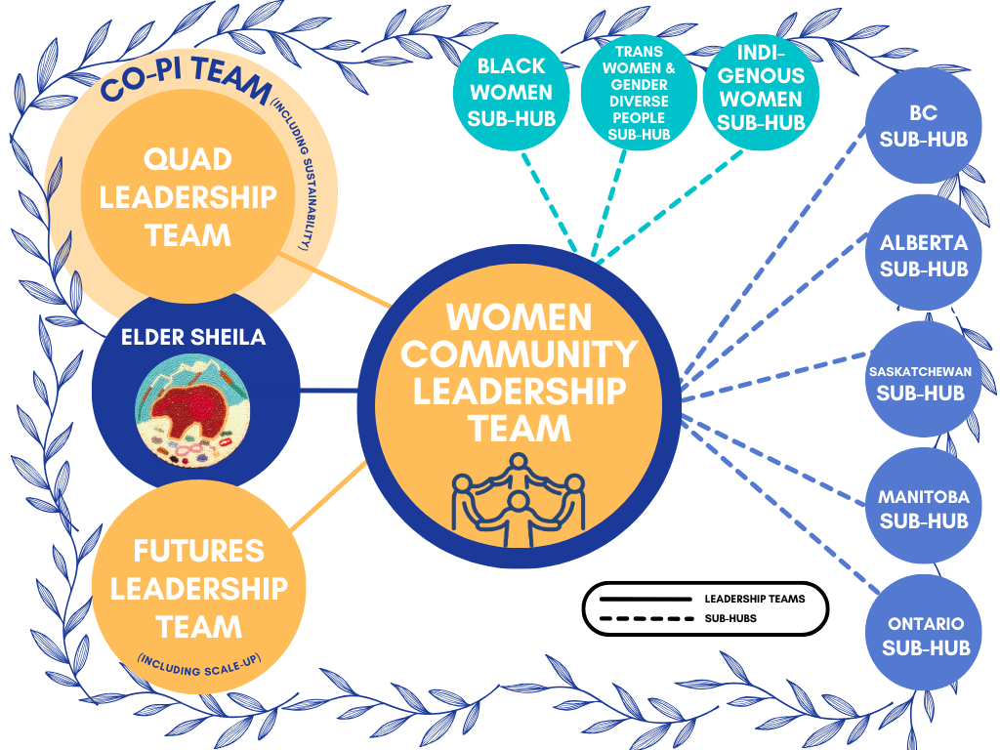 CO-PI TEAM
(INCLUDING SUSTAINABILITY)
QUAD
LEADERSHIP
TEAM
ELDER SHEILA
FUTURES
LEADERSHIP
TEAM
(INCLUDING SCALE-UP)
WOMEN
COMMUNITY
LEADERSHIP
TEAM
BLACK
WOMEN
SUB-HUB
TRANS
WOMEN &
GENDER
DIVERSE
PEOPLE
SUB-HUB
INDI-
GENOUS
WOMEN
SUB-HUB
BC
SUB-HUB
ALBERTA
SUB-HUB
SASKATCHEWAN
SUB-HUB
MANITOBA
SUB-HUB
ONTARIO
SUB-HUB
LEADERSHIP TEAMS
SUB-HUBS